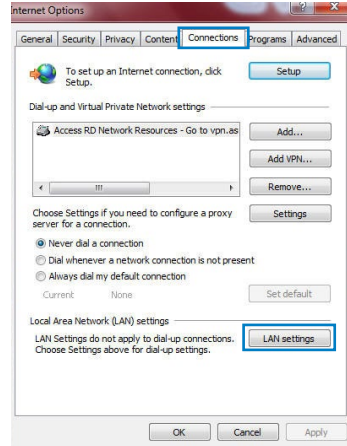 Internet Options
General Security Privacy Content Connections Programs Advanced
To set up an Internet connection, click Setup.
Setup
Dial-up and Virtual Private Network settings
Access RD Network Resources - Go to vpn.as
Add...
Add VPN...
Remove...
Choose Settings if you need to configure a proxy
server for a connection.
Settings
Never dial a connection
Dial whenever a network connection is not present
Always dial my default connection
Current None Set default
Local Area Network (LAN) settings
LAN Settings do not apply to dial-up connections.
Choose Settings above for dial-up settings.
LAN settings
OK Cancel Apply